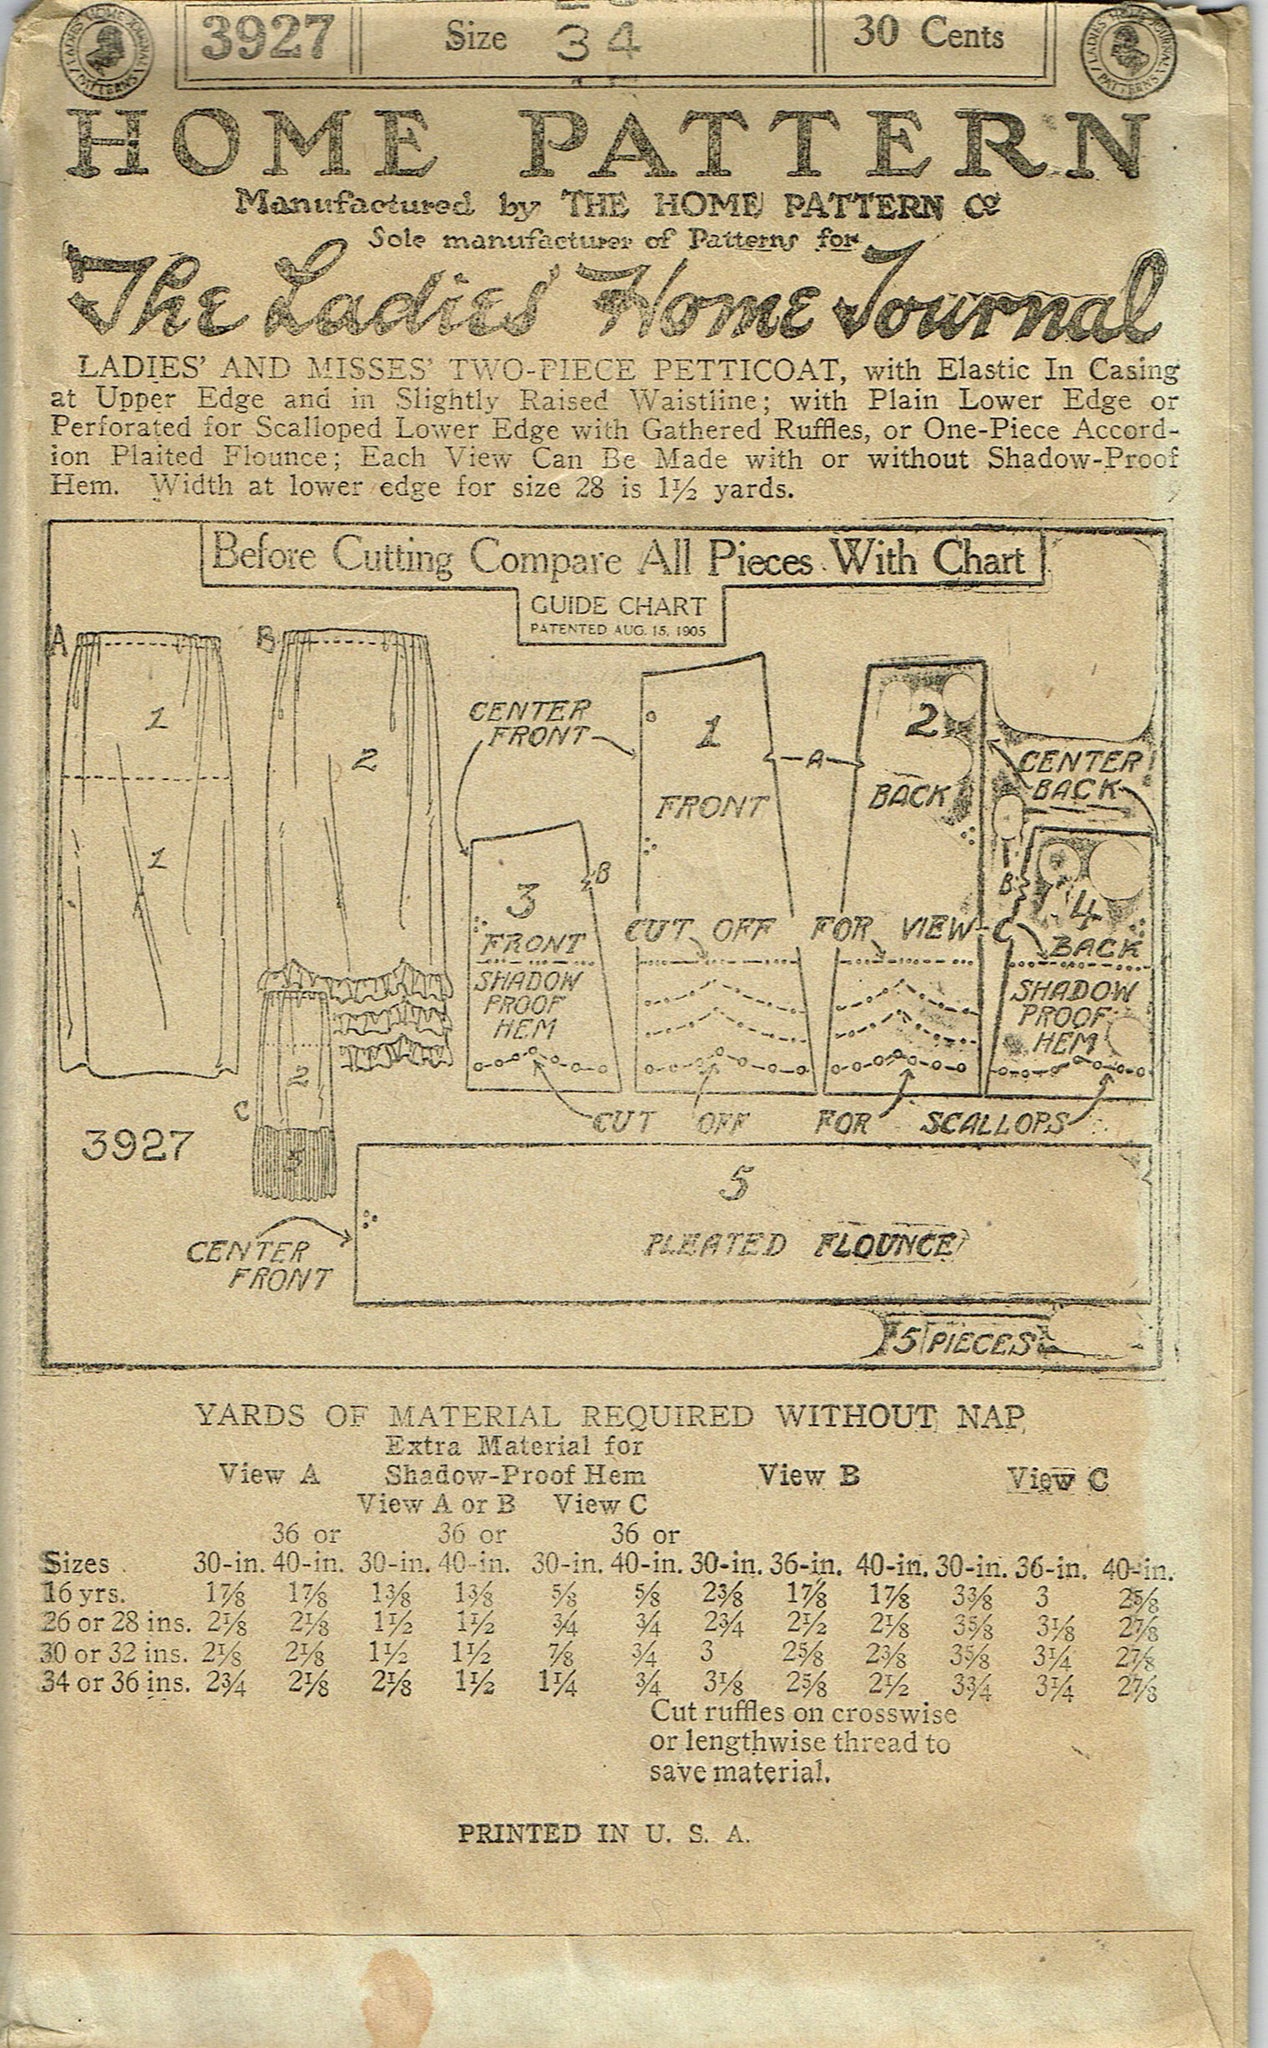 LADIES' HOME JOURNAL PATTERNS
3927
Size 34
30 Cents
LADIES' HOME JOURNAL PATTERNS
HOME PATTERN
Manufactured by THE HOME PATTERN Co
Sole manufacturer of Patterns for
The Ladies' Home Journal
LADIES' AND MISSES' TWO-PIECE PETTICOAT, with Elastic In Casing
at Upper Edge and in Slightly Raised Waistline; with Plain Lower Edge or
Perforated for Scalloped Lower Edge with Gathered Ruffles, or One-Piece Accord-
ion Plaited Flounce; Each View Can Be Made with or without Shadow-Proof
Hem. Width at lower edge for size 28 is 1½ yards.
Before Cutting Compare All Pieces With Chart
GUIDE CHART
PATENTED AUG. 15, 1905
A
1
1
B
2
2
C
5
3927
CENTER
FRONT
1
FRONT
A
2
BACK
CENTER
BACK
3
FRONT
SHADOW
PROOF
HEM
B
B
4
BACK
SHADOW
PROOF
HEM
CUT OFF FOR VIEW-C
CUT OFF FOR SCALLOPS
5
PLEATED FLOUNCE
CENTER
FRONT
5 PIECES
YARDS OF MATERIAL REQUIRED WITHOUT NAP
Extra Material for
View A Shadow-Proof Hem View B View C
View A or B View C
36 or 36 or 36 or
Sizes 30-in. 40-in. 30-in. 40-in. 30-in. 40-in. 30-in. 36-in. 40-in. 30-in. 36-in. 40-in.
16 yrs. 1⅞ 1⅞ 1⅜ 1⅜ ⅝ ⅝ 2⅜ 1⅞ 1⅞ 3⅜ 3 2⅝
26 or 28 ins. 2⅛ 2⅛ 1½ 1½ ¾ ¾ 2¾ 2½ 2⅛ 3⅝ 3⅛ 2⅞
30 or 32 ins. 2⅛ 2⅛ 1½ 1½ ⅞ ¾ 3 2⅝ 2⅜ 3⅝ 3¼ 2⅞
34 or 36 ins. 2¾ 2⅛ 2⅛ 1½ 1¼ ¾ 3⅛ 2⅝ 2½ 3¾ 3¼ 2⅞
Cut ruffles on crosswise
or lengthwise thread to
save material.
PRINTED IN U. S. A.